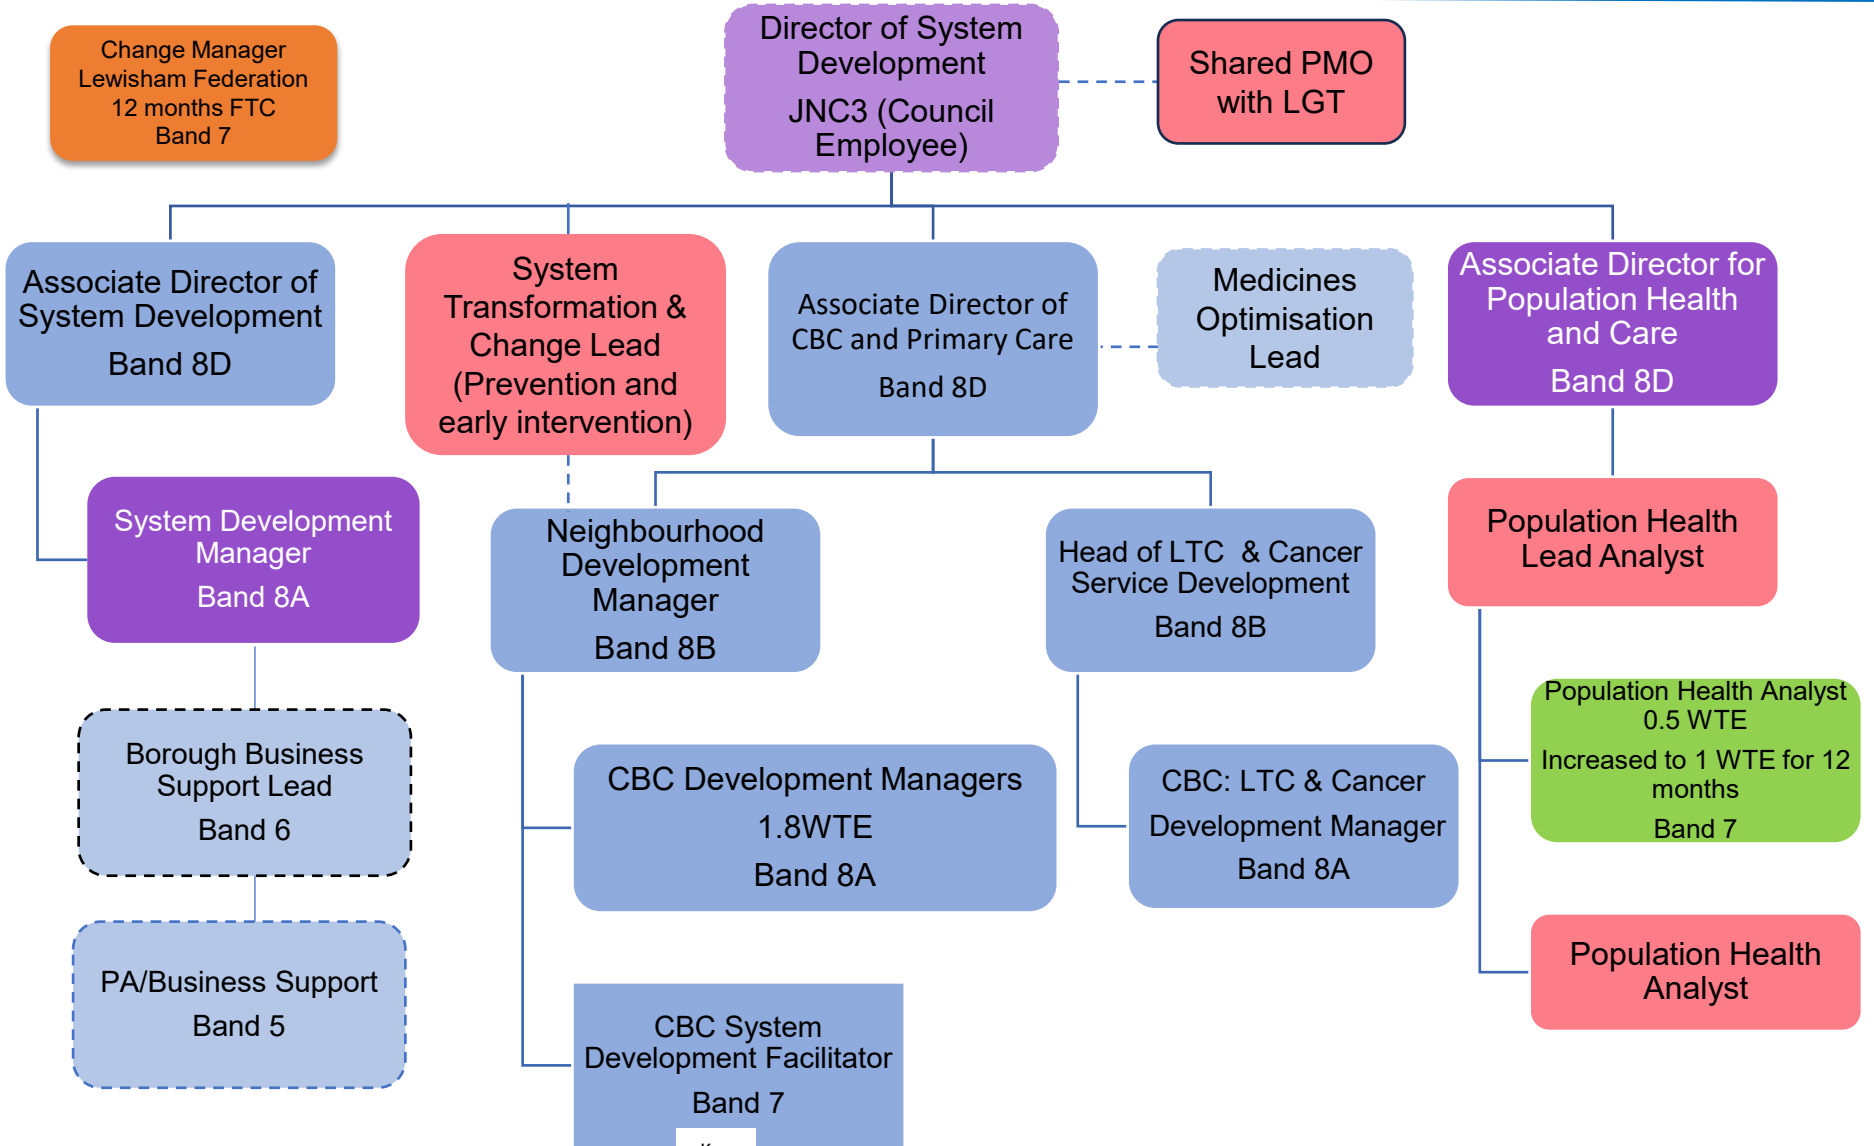 Change Manager
Lewisham Federation
12 months FTC
Band 7
Director of System
Development
JNC3 (Council
Employee)
Shared PMO
with LGT
Associate Director of
System Development
Band 8D
System
Transformation &
Change Lead
(Prevention and
early intervention)
Associate Director of
CBC and Primary Care
Band 8D
Medicines
Optimisation
Lead
Associate Director for
Population Health
and Care
Band 8D
System Development
Manager
Band 8A
Neighbourhood
Development
Manager
Band 8B
Head of LTC & Cancer
Service Development
Band 8B
Population Health
Lead Analyst
Borough Business
Support Lead
Band 6
CBC Development Managers
1.8WTE
Band 8A
CBC: LTC & Cancer
Development Manager
Band 8A
Population Health Analyst
0.5 WTE
Increased to 1 WTE for 12
months
Band 7
PA/Business Support
Band 5
CBC System
Development Facilitator
Band 7
Population Health
Analyst